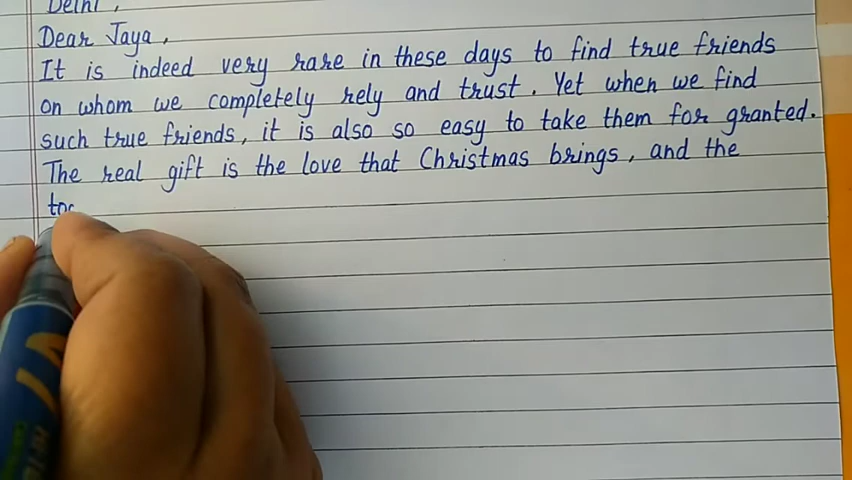 Delhi,
Dear Jaya,
It is indeed very rare in these days to find true friends
on whom we completely rely and trust. Yet when we find
such true friends, it is also so easy to take them for granted.
The real gift is the love that Christmas brings, and the